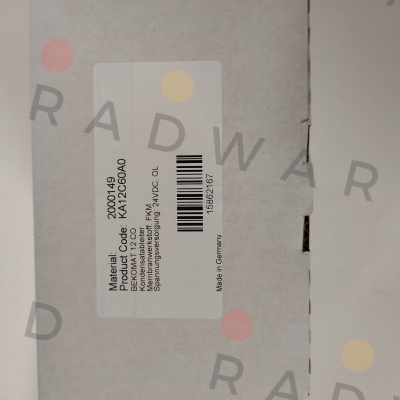 Material: 2000149
Product Code: KA12C60A0
BEKOMAT 12 CO
Kondensatableiter
Membranwerkstoff: FKM
Spannungsversorgung: 24VDC, OL
15862167
Made in Germany
RADWAR
D
RADWAR